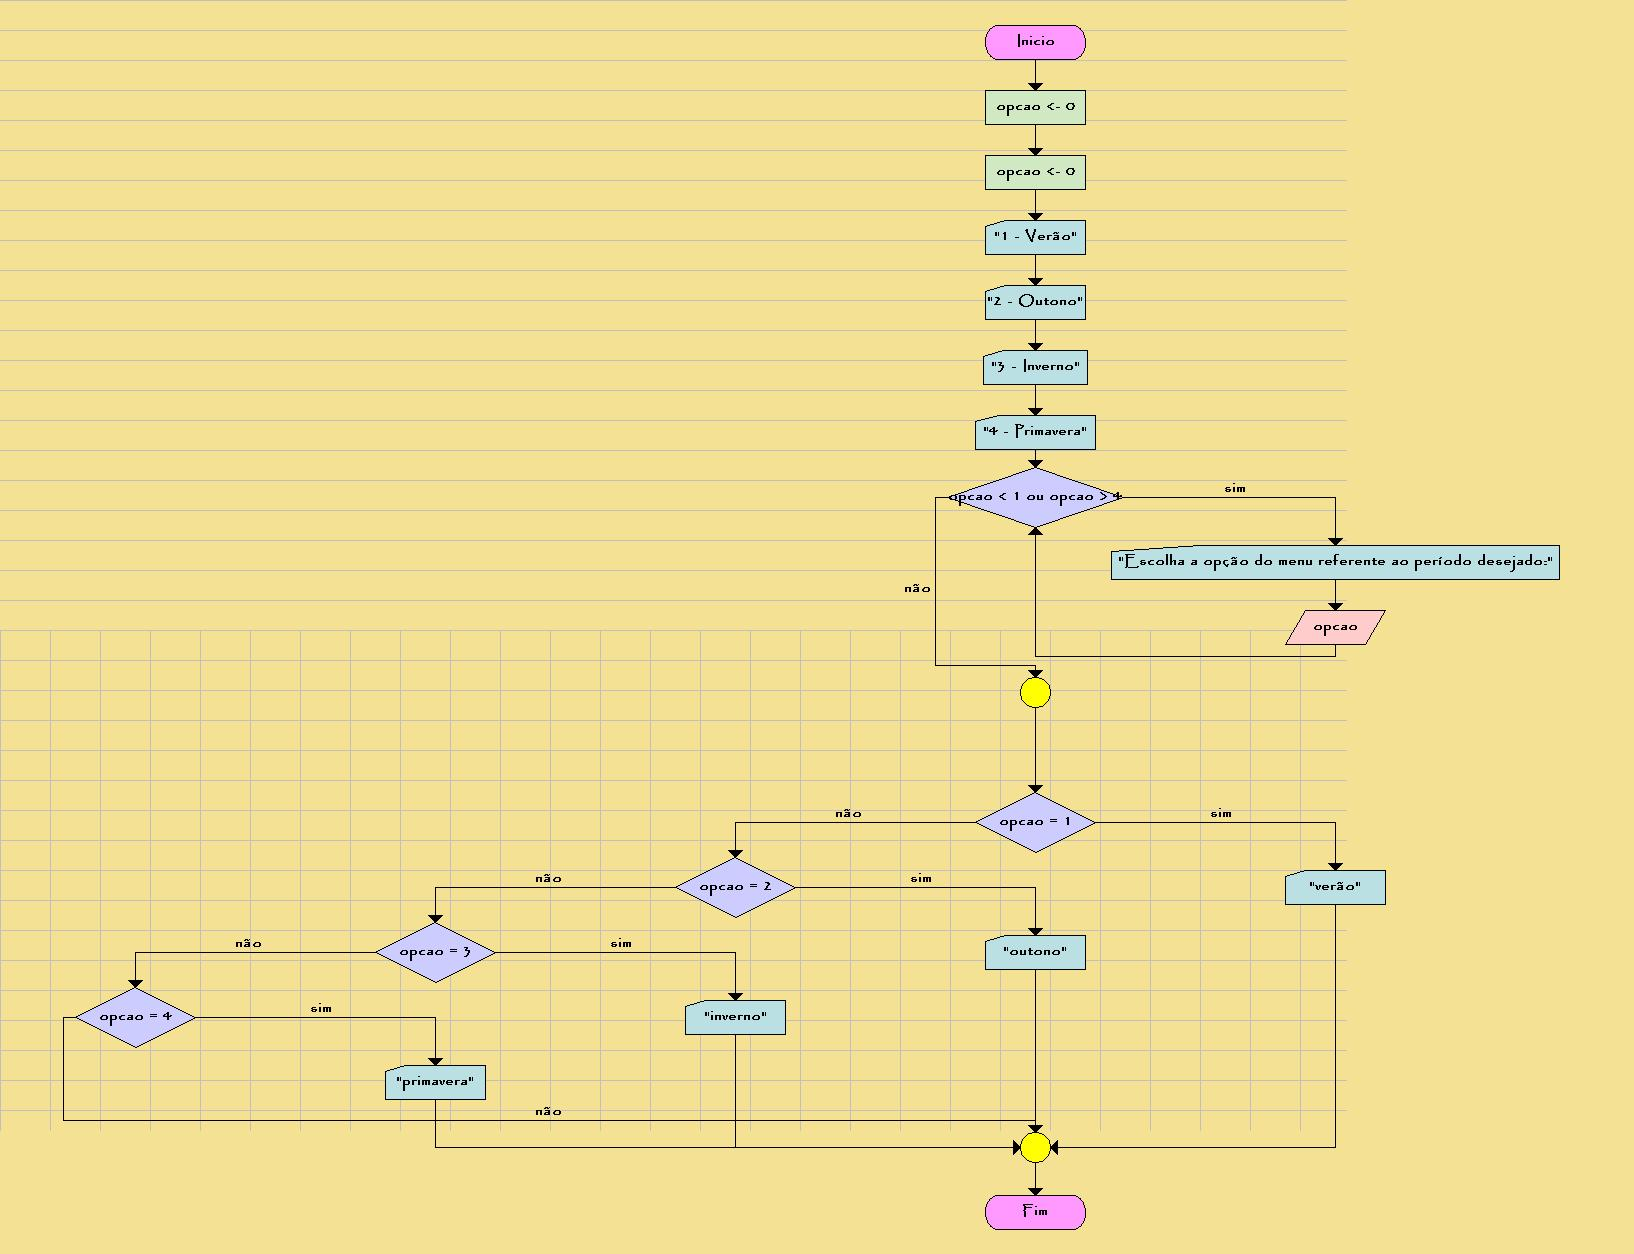 Inicio
opcao <- 0
opcao <- 0
"1 - Verão"
"2 - Outono"
"3 - Inverno"
"4 - Primavera"
opcao < 1 ou opcao > 4
sim
"Escolha a opção do menu referente ao período desejado:"
não
opcao
opcao = 1
não
sim
opcao = 2
"verão"
não
sim
opcao = 3
"outono"
não
sim
opcao = 4
"inverno"
sim
"primavera"
não
Fim